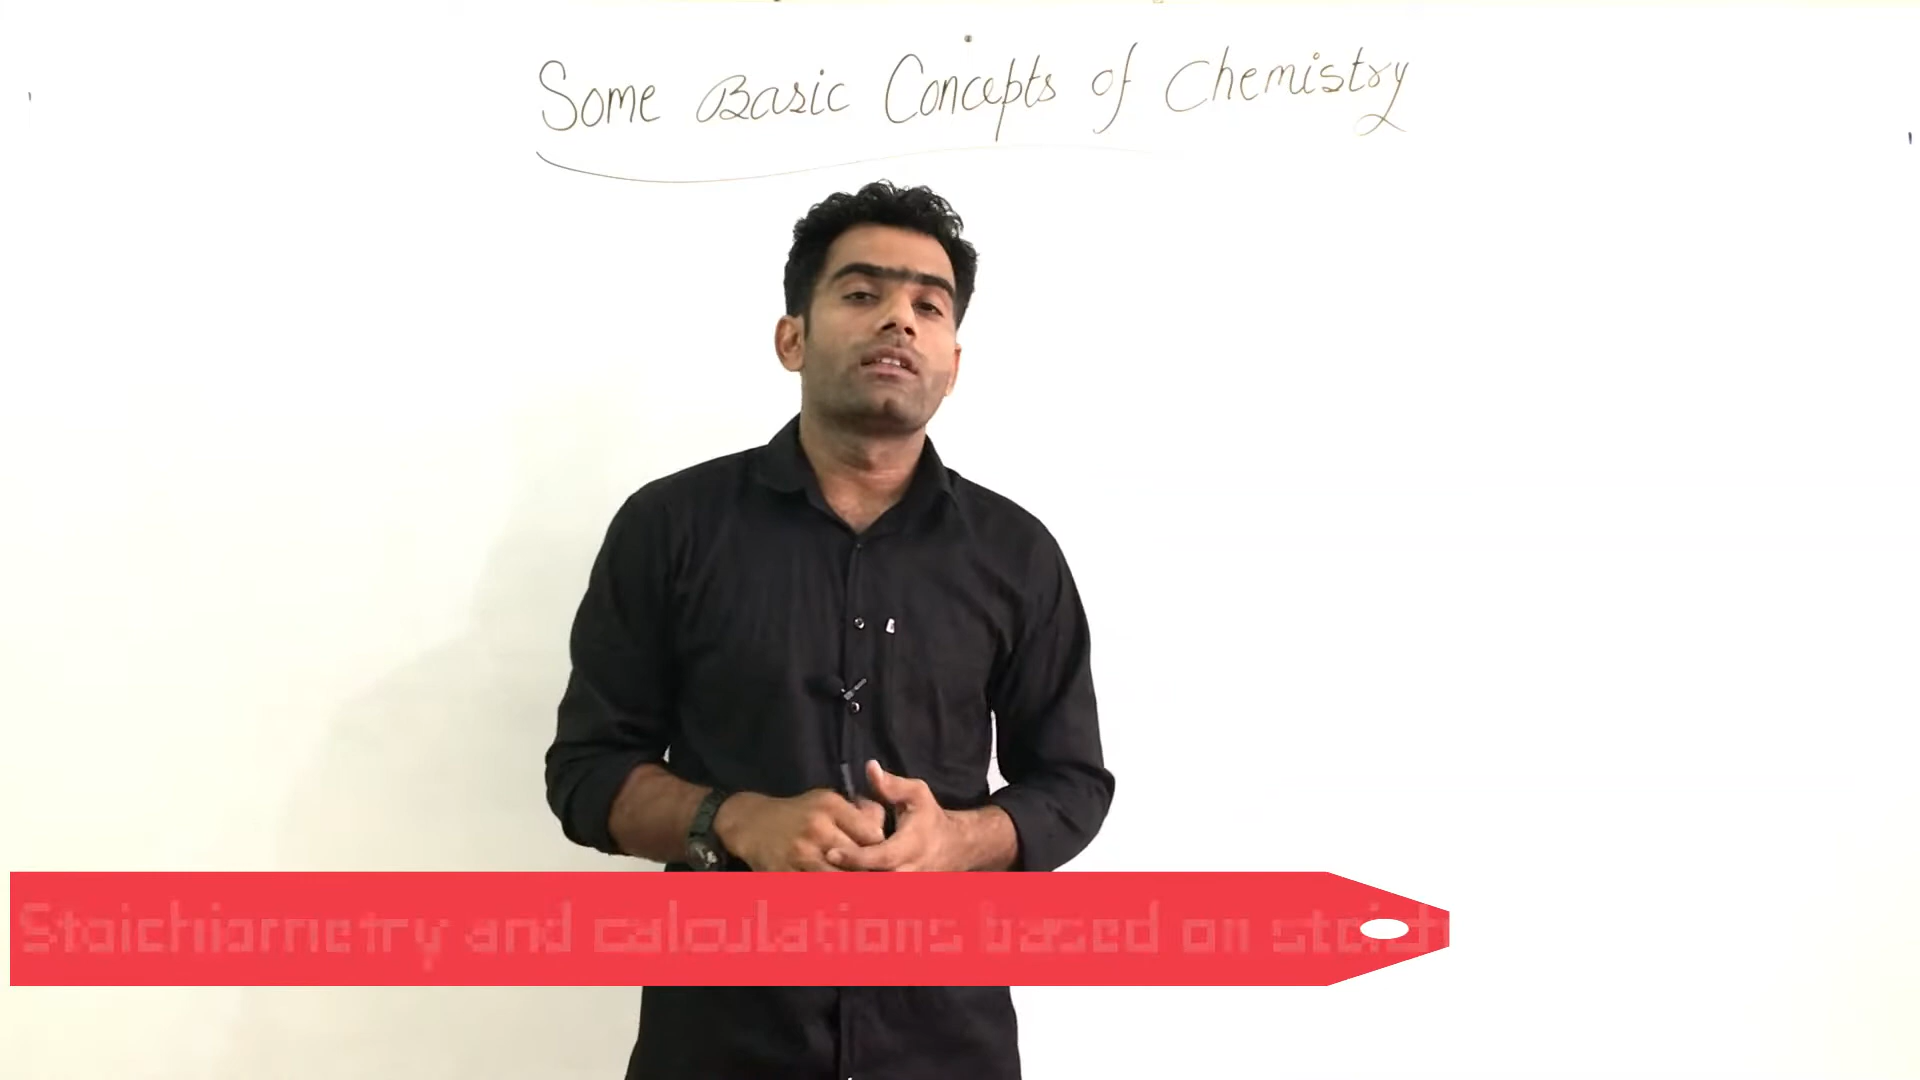 Some Basic Concepts of Chemistry
Stoichiometry and calculations based on